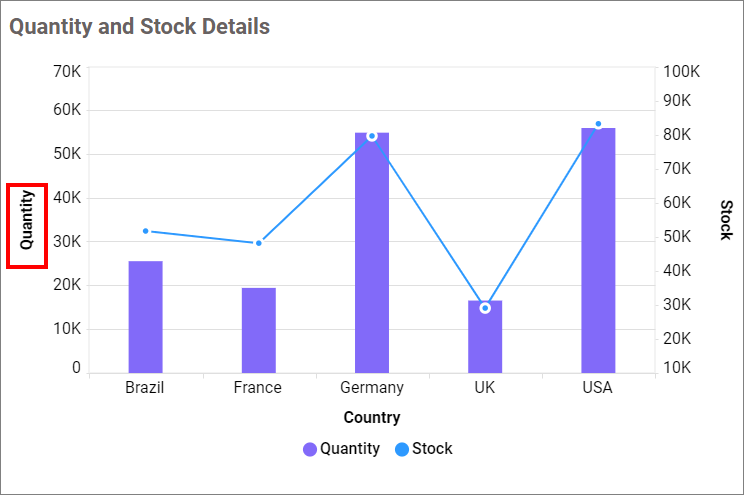 Quantity and Stock Details
70K
60K
50K
40K
30K
20K
10K
0
Quantity
100K
90K
80K
70K
60K
50K
40K
30K
20K
10K
Stock
Brazil France Germany UK USA
Country
Quantity Stock